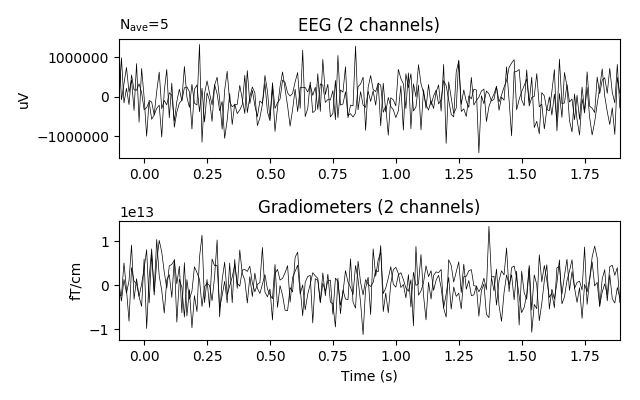 N_ave=5
EEG (2 channels)
1000000
0
−1000000
uV
0.00 0.25 0.50 0.75 1.00 1.25 1.50 1.75
1e13
Gradiometers (2 channels)
1
0
−1
fT/cm
0.00 0.25 0.50 0.75 1.00 1.25 1.50 1.75
Time (s)